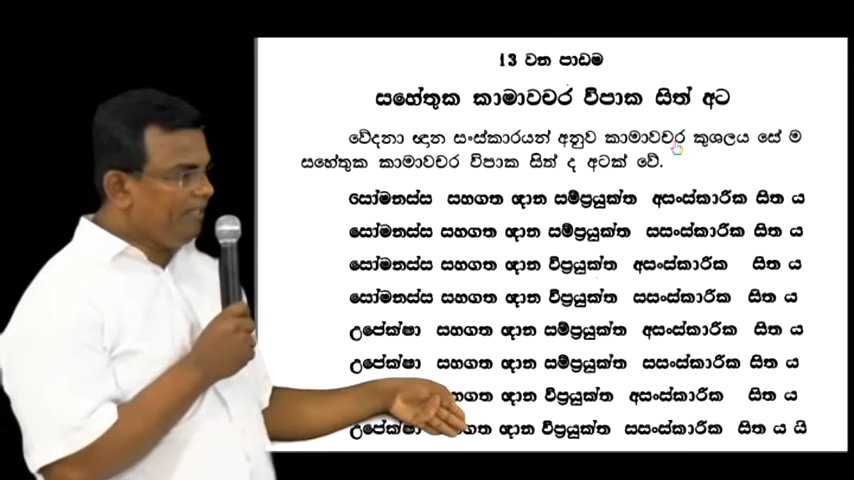 13 වන පාඩම
සහේතුක කාමාවචර විපාක සිත් අට
වේදනා ඥාන සංස්කාරයන් අනුව කාමාවචර කුශලය සේ ම
සහේතුක කාමාවචර විපාක සිත් ද අටක් වේ.
සෝමනස්ස සහගත ඥාන සම්ප්‍රයුක්ත අසංස්කාරික සිත ය
සෝමනස්ස සහගත ඥාන සම්ප්‍රයුක්ත සසංස්කාරික සිත ය
සෝමනස්ස සහගත ඥාන විප්‍රයුක්ත අසංස්කාරික සිත ය
සෝමනස්ස සහගත ඥාන විප්‍රයුක්ත සසංස්කාරික සිත ය
උපේක්ෂා සහගත ඥාන සම්ප්‍රයුක්ත අසංස්කාරික සිත ය
උපේක්ෂා සහගත ඥාන සම්ප්‍රයුක්ත සසංස්කාරික සිත ය
ඥාන විප්‍රයුක්ත අසංස්කාරික සිත ය
උපේක්ෂා ඥාන විප්‍රයුක්ත සසංස්කාරික සිත ය යි